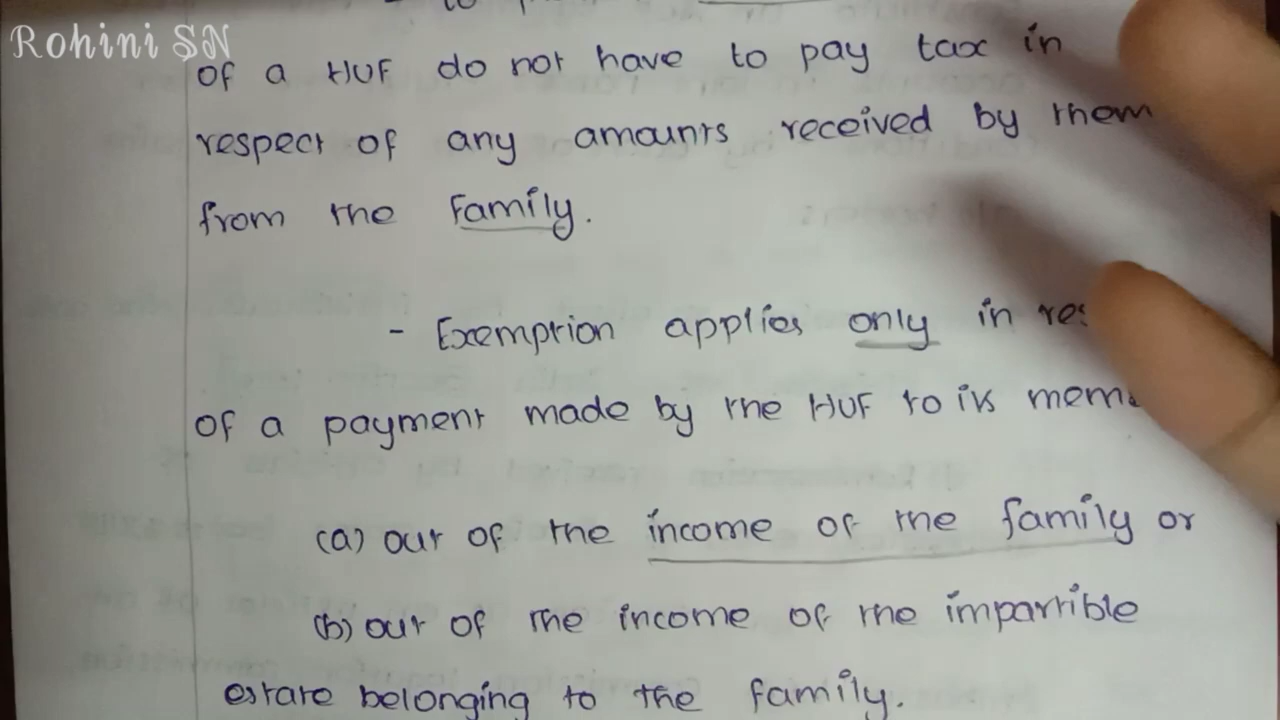 Rohini SN
of a HUF do not have to pay tax in
respect of any amounts received by them
from the family.
- Exemption applies only in
of a payment made by the HUF to its
(a) out of the income of the family or
(b) out of the income of the impartible
estate belonging to the family.